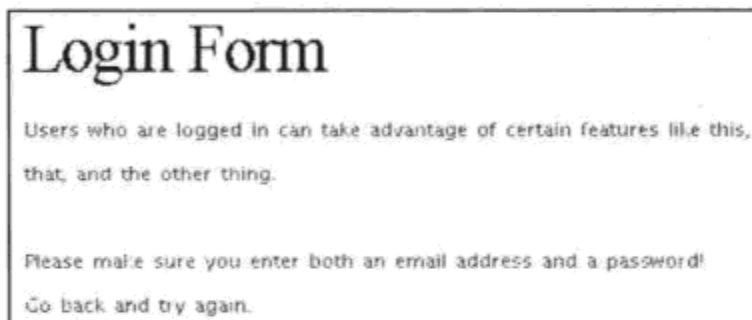 Login Form
Users who are logged in can take advantage of certain features like this,
that, and the other thing.
Please make sure you enter both an email address and a password!
Go back and try again.